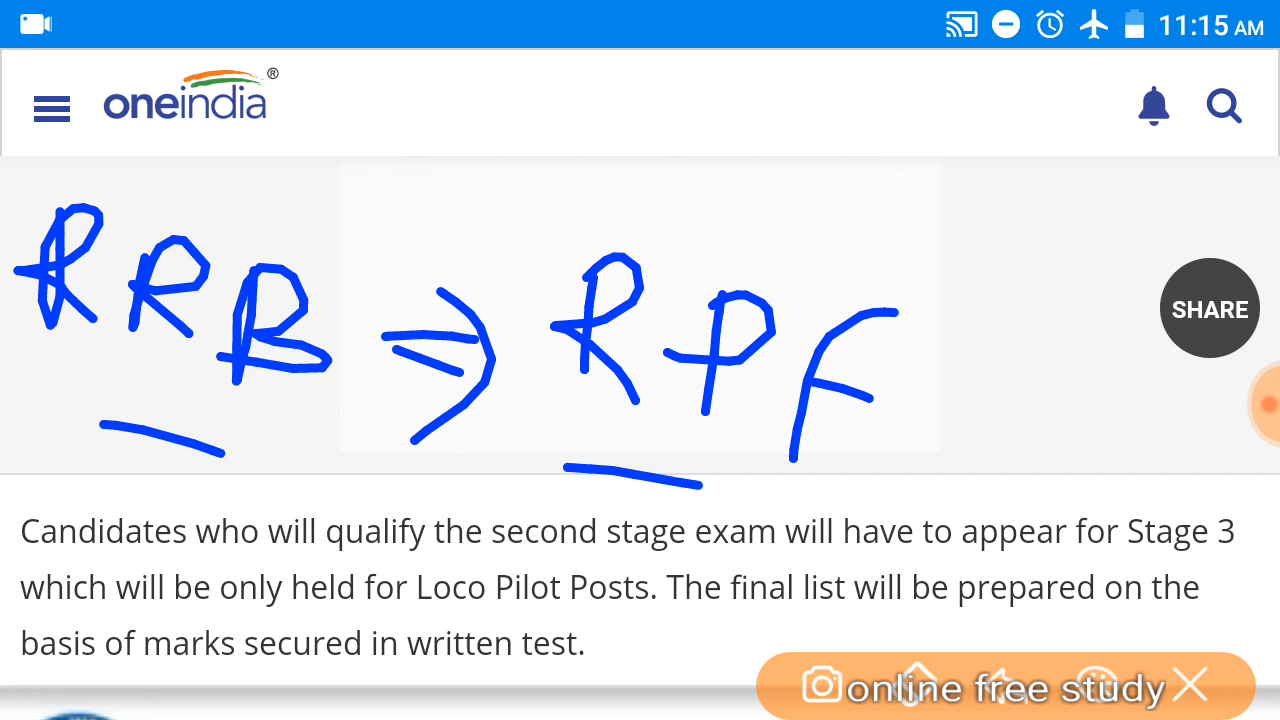 11:15 AM
oneindia ®
RRB ⇒ RPF
SHARE
Candidates who will qualify the second stage exam will have to appear for Stage 3
which will be only held for Loco Pilot Posts. The final list will be prepared on the
basis of marks secured in written test.
online free study